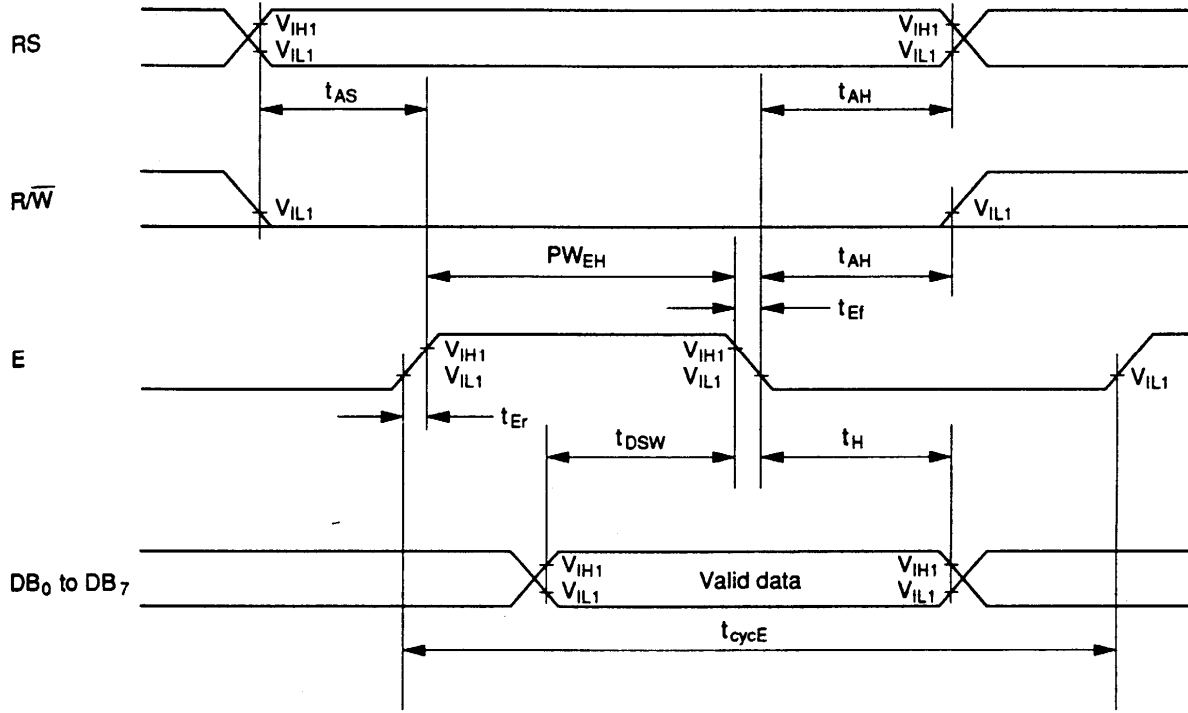 RS
V_IH1
V_IL1
V_IH1
V_IL1
t_AS
t_AH
R/W̅
V_IL1
V_IL1
PW_EH
t_AH
t_Ef
E
V_IH1
V_IL1
V_IH1
V_IL1
V_IL1
t_Er
t_DSW
t_H
DB_0 to DB_7
V_IH1
V_IL1
Valid data
V_IH1
V_IL1
t_cycE